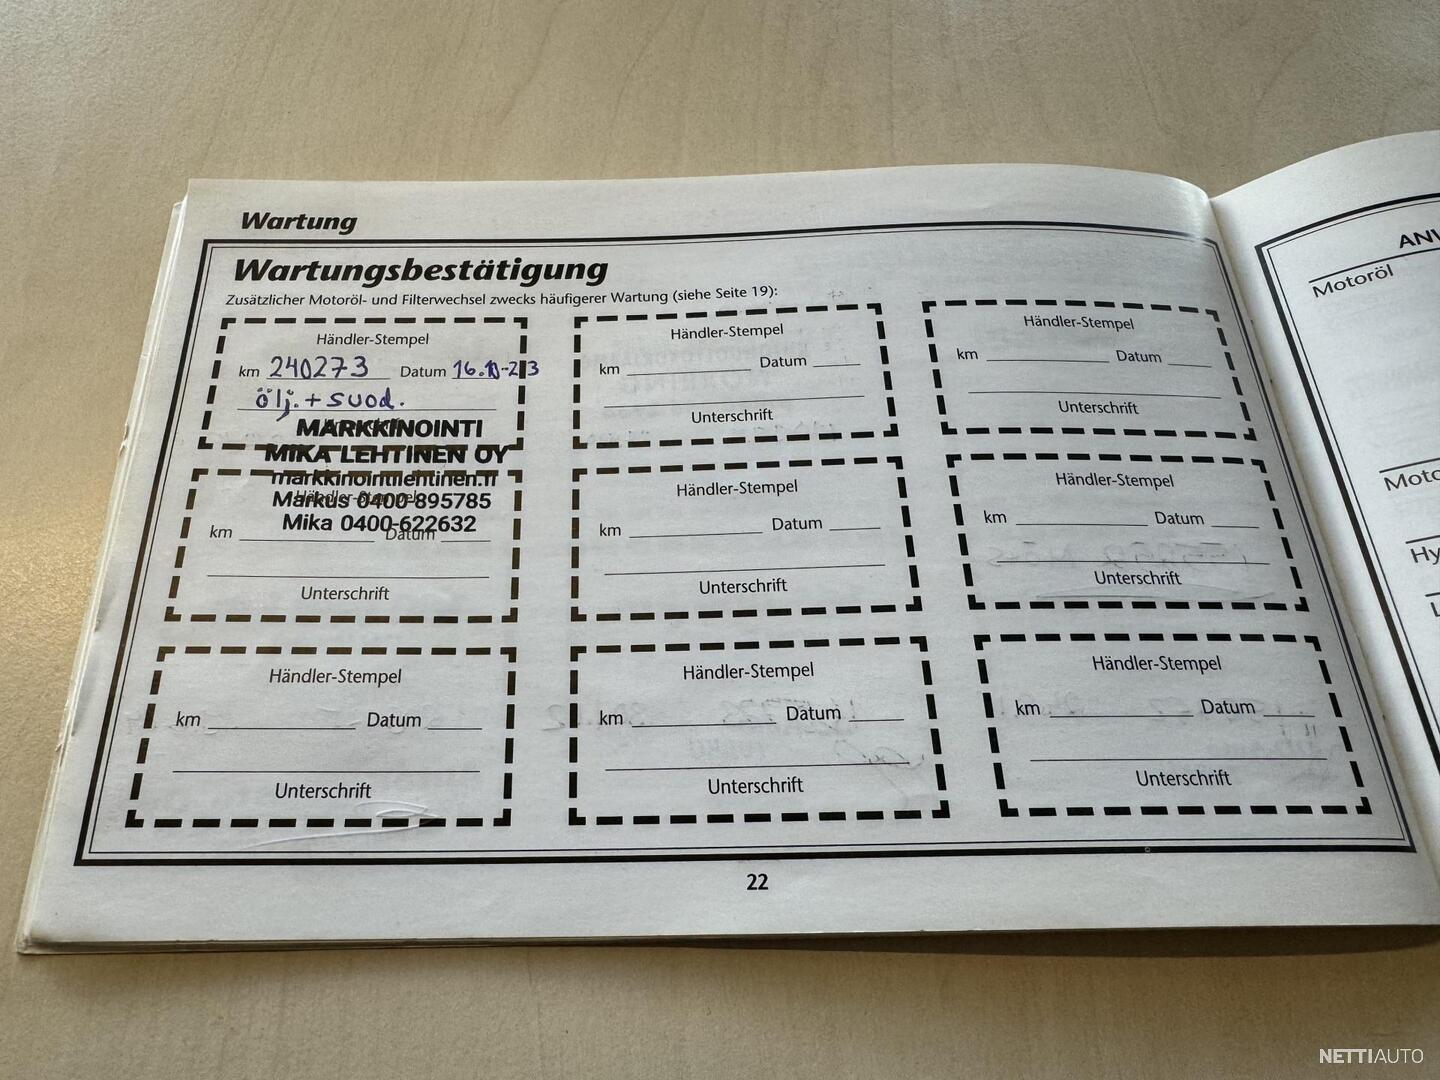 Wartung
Wartungsbestätigung
Zusätzlicher Motoröl- und Filterwechsel zwecks häufigerer Wartung (siehe Seite 19):
Händler-Stempel
km 240273 Datum
ölj. + suod.
MARKKINOINTI
MIKA LEHTINEN OY
markkinointilehtinen.fi
Markus 0400-895785
Mika 0400-622632
Händler-Stempel
km Datum
Unterschrift
Händler-Stempel
km Datum
Unterschrift
Händler-Stempel
km Datum
Unterschrift
Händler-Stempel
km Datum
Unterschrift
Händler-Stempel
km Datum
Unterschrift
Händler-Stempel
km Datum
Unterschrift
Händler-Stempel
km Datum
Unterschrift
Händler-Stempel
km Datum
Unterschrift
22
Motoröl
NETTIAUTO